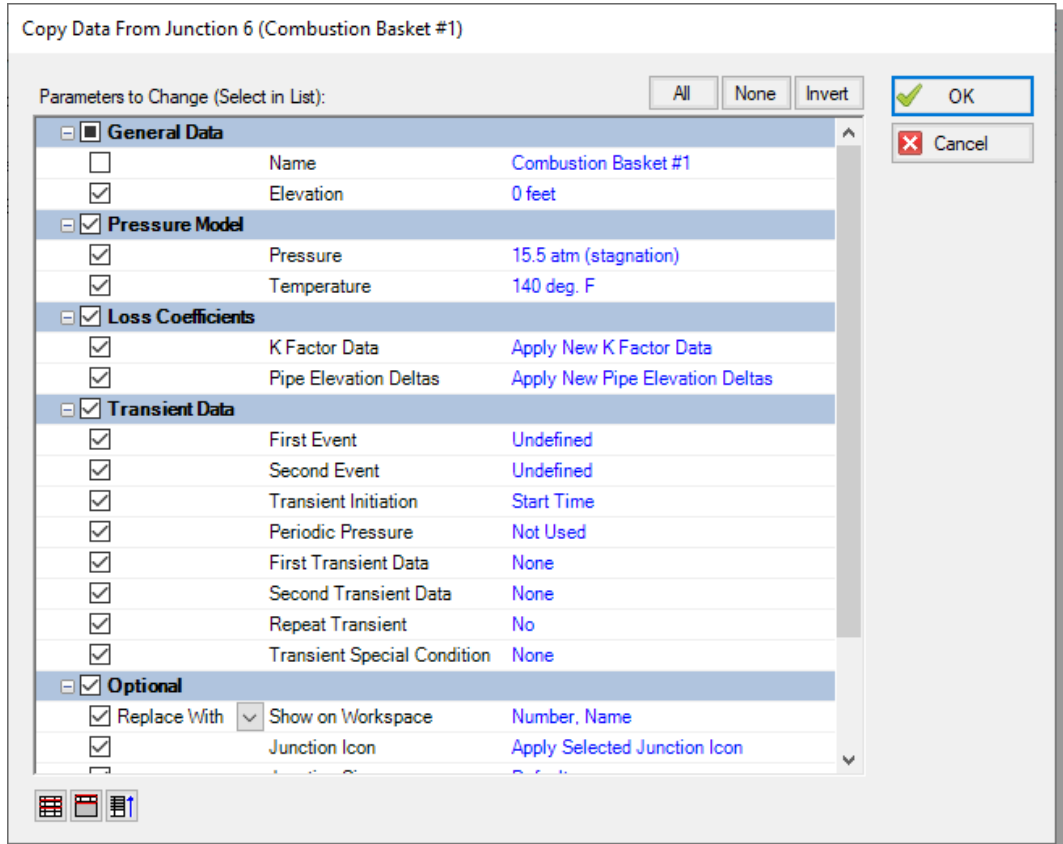 Copy Data From Junction 6 (Combustion Basket #1)
Parameters to Change (Select in List): All None Invert OK
Cancel
General Data
Name Combustion Basket #1
Elevation 0 feet
Pressure Model
Pressure 15.5 atm (stagnation)
Temperature 140 deg. F
Loss Coefficients
K Factor Data Apply New K Factor Data
Pipe Elevation Deltas Apply New Pipe Elevation Deltas
Transient Data
First Event Undefined
Second Event Undefined
Transient Initiation Start Time
Periodic Pressure Not Used
First Transient Data None
Second Transient Data None
Repeat Transient No
Transient Special Condition None
Optional
Replace With Show on Workspace Number, Name
Junction Icon Apply Selected Junction Icon